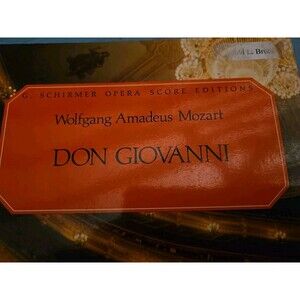 G. SCHIRMER OPERA SCORE EDITIONS
Wolfgang Amadeus Mozart
DON GIOVANNI